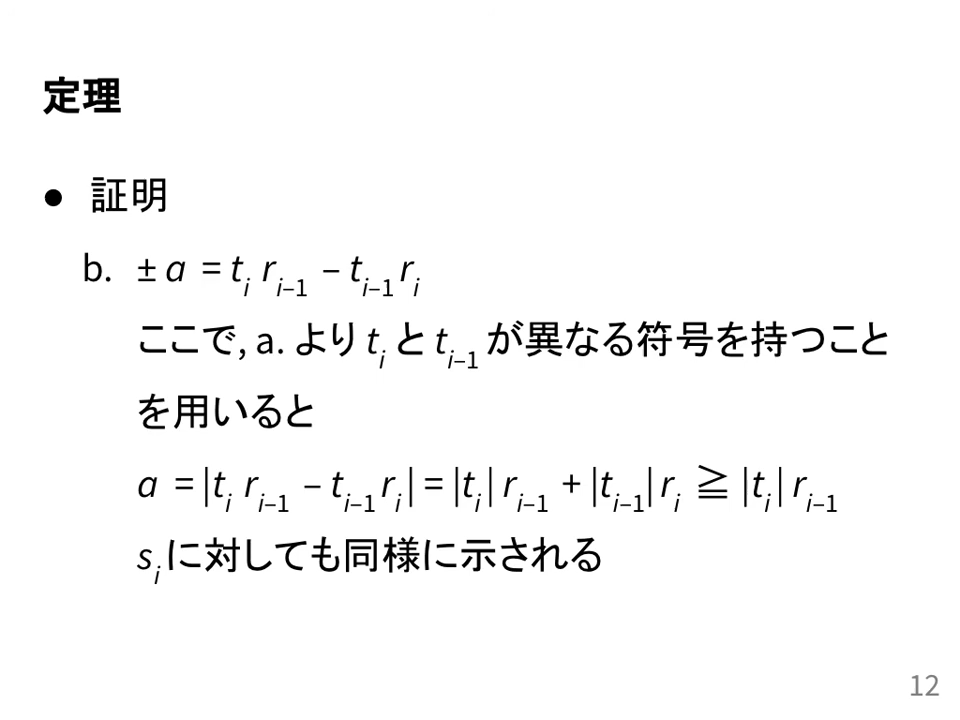 定理
● 証明
b. ± a = t_i r_{i–1} – t_{i–1} r_i
ここで, a. より t_i と t_{i–1} が異なる符号を持つこと
を用いると
a = |t_i r_{i–1} – t_{i–1} r_i| = |t_i| r_{i–1} + |t_{i–1}| r_i ≧ |t_i| r_{i–1}
s_i に対しても同様に示される
12